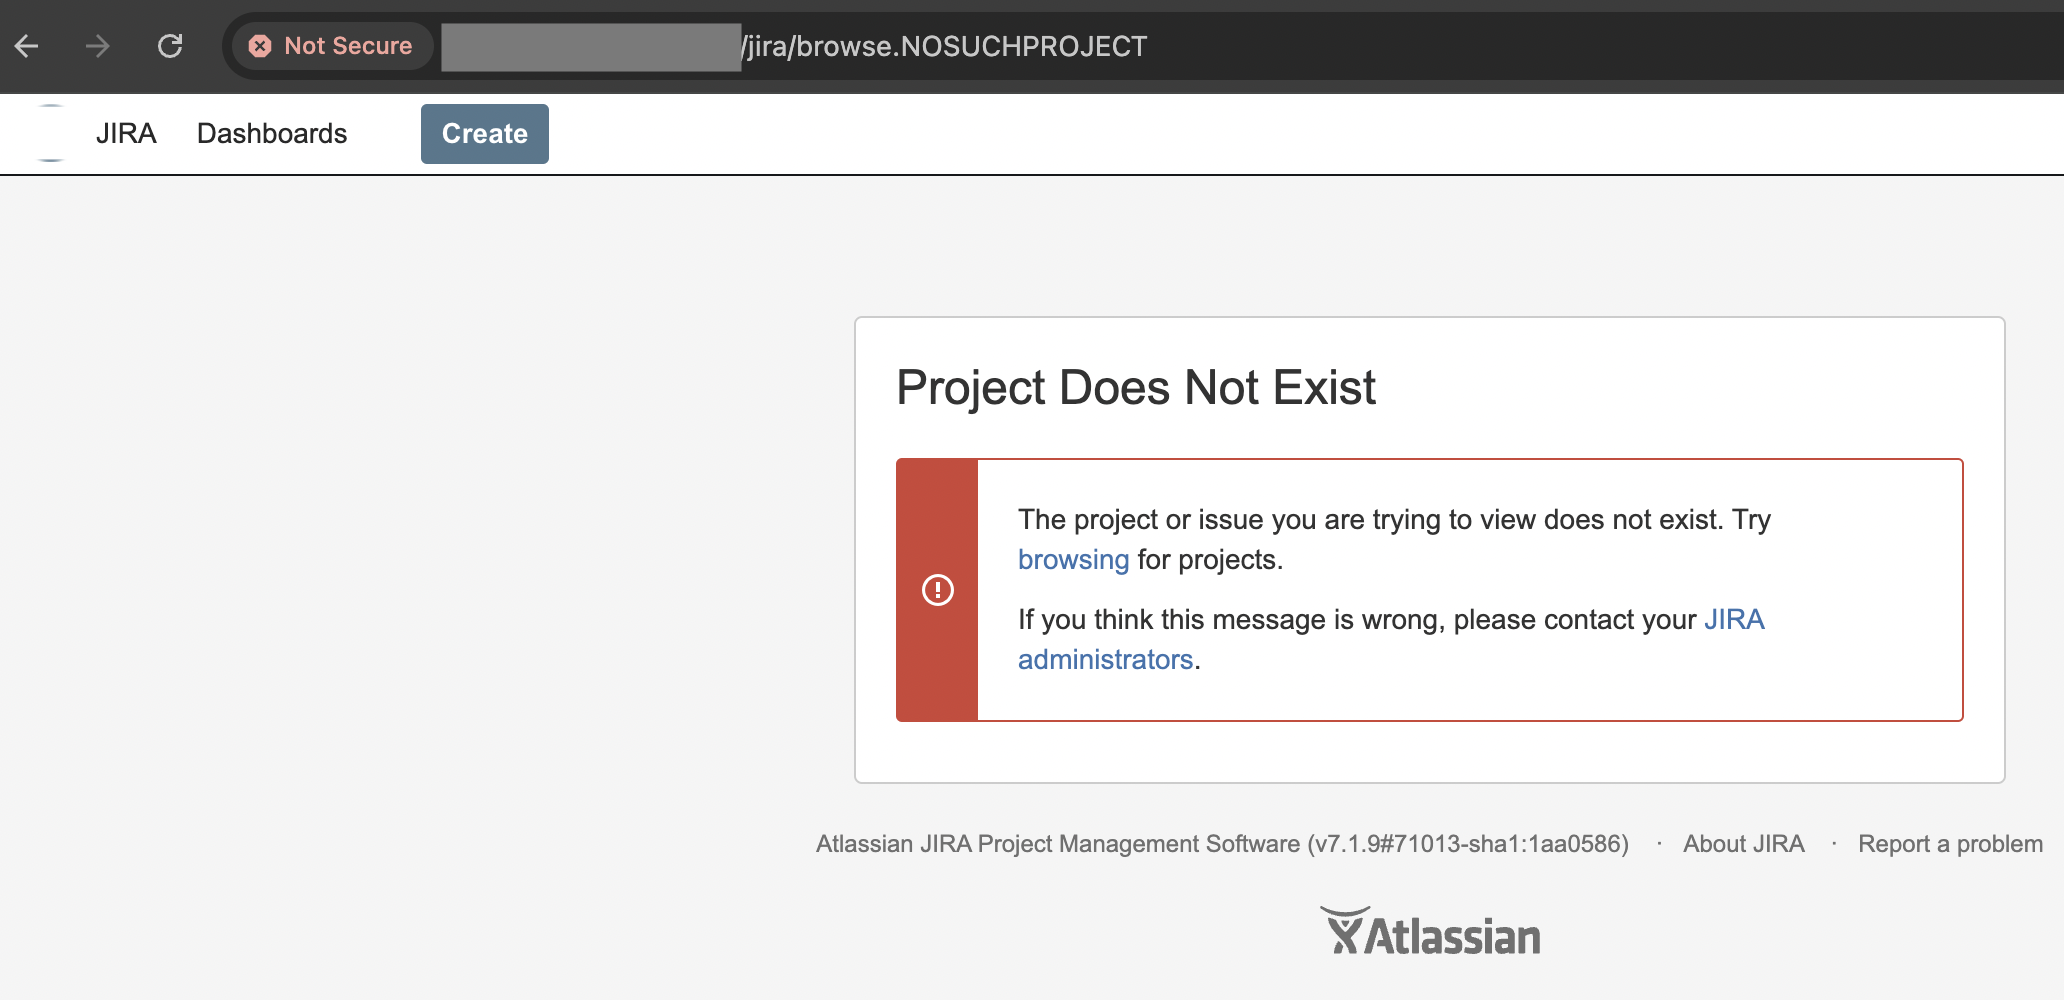 Not Secure /jira/browse.NOSUCHPROJECT
JIRA Dashboards Create
Project Does Not Exist
The project or issue you are trying to view does not exist. Try
browsing for projects.
If you think this message is wrong, please contact your JIRA
administrators.
Atlassian JIRA Project Management Software (v7.1.9#71013-sha1:1aa0586) · About JIRA · Report a problem
Atlassian